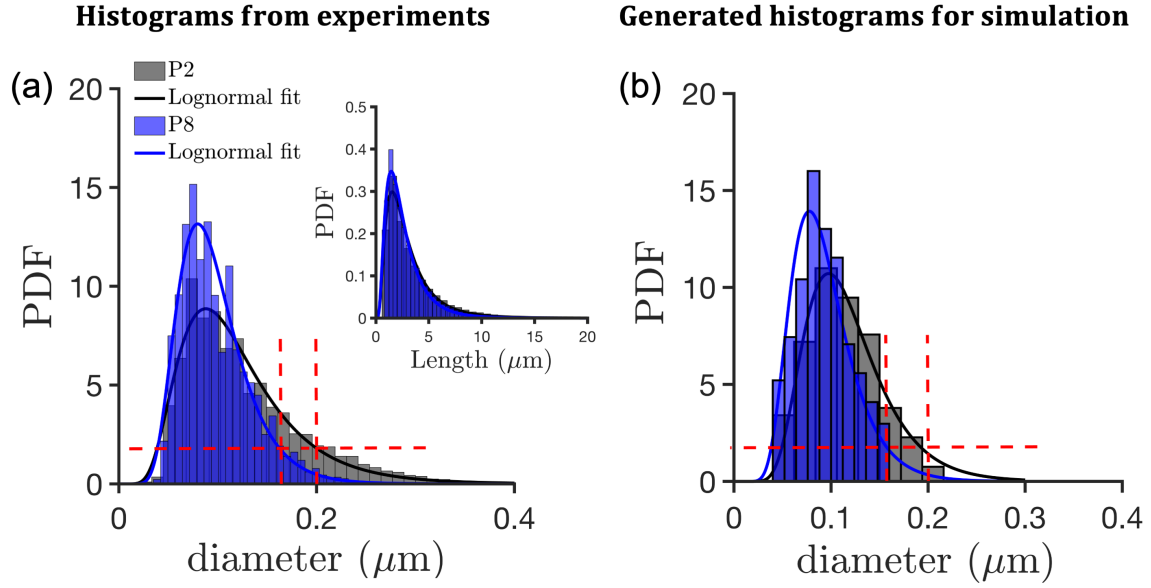 Histograms from experiments
Generated histograms for simulation
(a)
P2
Lognormal fit
P8
Lognormal fit
20
15
10
5
0
PDF
0
0.2
0.4
diameter (μm)
0.5
0.4
0.3
0.2
0.1
0
PDF
0
5
10
15
20
Length (μm)
(b)
20
15
10
5
0
PDF
0
0.1
0.2
0.3
0.4
diameter (μm)